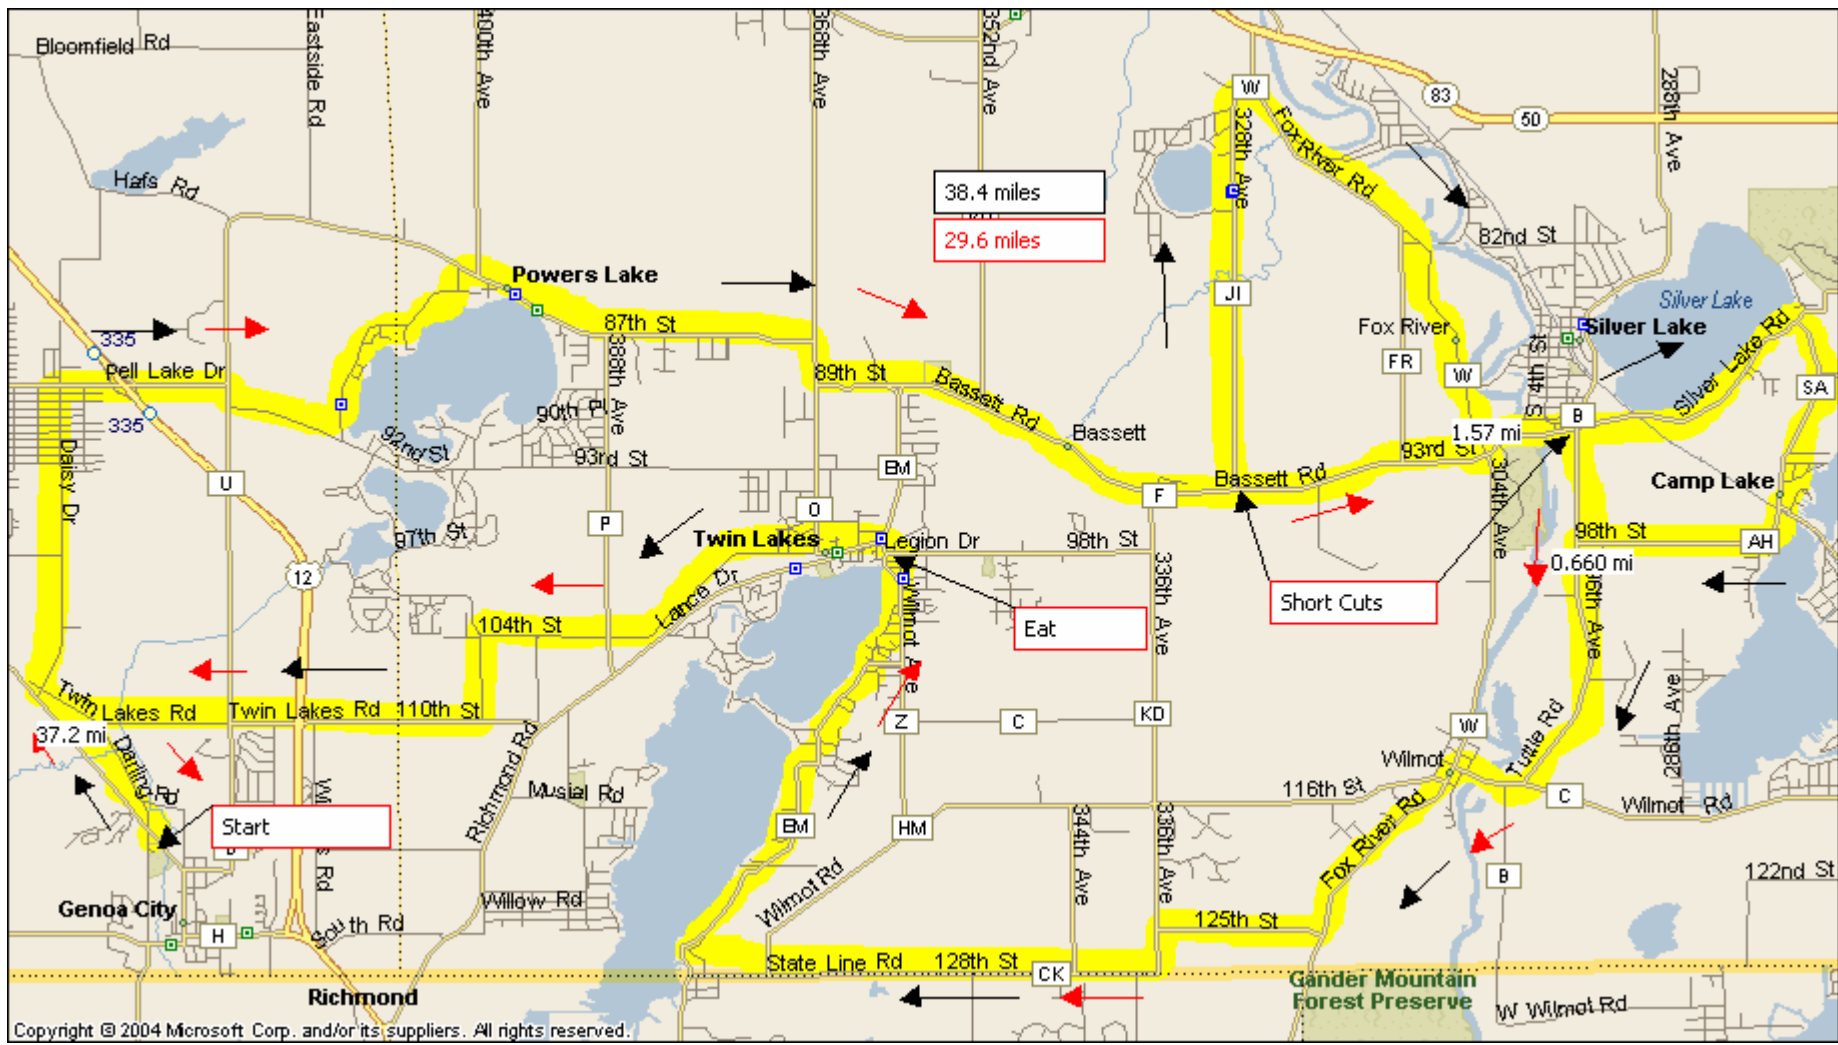 Bloomfield Rd
Eastside Rd
400th Ave
368th Ave
352nd Ave
W
83
50
288th Ave
328th Ave
Fox River Rd
Hafs Rd
38.4 miles
29.6 miles
82nd St
Powers Lake
JI
Silver Lake
335
87th St
Fox River
Silver Lake
Pell Lake Dr
388th Ave
89th St
Bassett Rd
FR
W
S 4th St
Silver Lake Rd
SA
335
90th Pl
B
1.57 mi
Bassett
92nd St
93rd St
BM
93rd St
Daisy Dr
U
F
Bassett Rd
304th Ave
Camp Lake
O
P
97th St
Twin Lakes
Legion Dr
98th St
98th St
AH
12
336th Ave
0.660 mi
Lance Dr
Wilmot Ave
Short Cuts
104th St
Eat
Twin Lakes Rd
Twin Lakes Rd
110th St
Z
C
KD
W
286th Ave
37.2 mi
Darling Rd
Richmond Rd
Wilmot
Tuttle Rd
Musial Rd
116th St
C
Wilmot Rd
Start
BM
HM
344th Ave
336th Ave
Fox River Rd
B
122nd St
Genoa City
Willow Rd
Wilmot Rd
H
South Rd
125th St
State Line Rd
128th St
CK
Gander Mountain
Forest Preserve
Richmond
W Wilmot Rd
Copyright © 2004 Microsoft Corp. and/or its suppliers. All rights reserved.